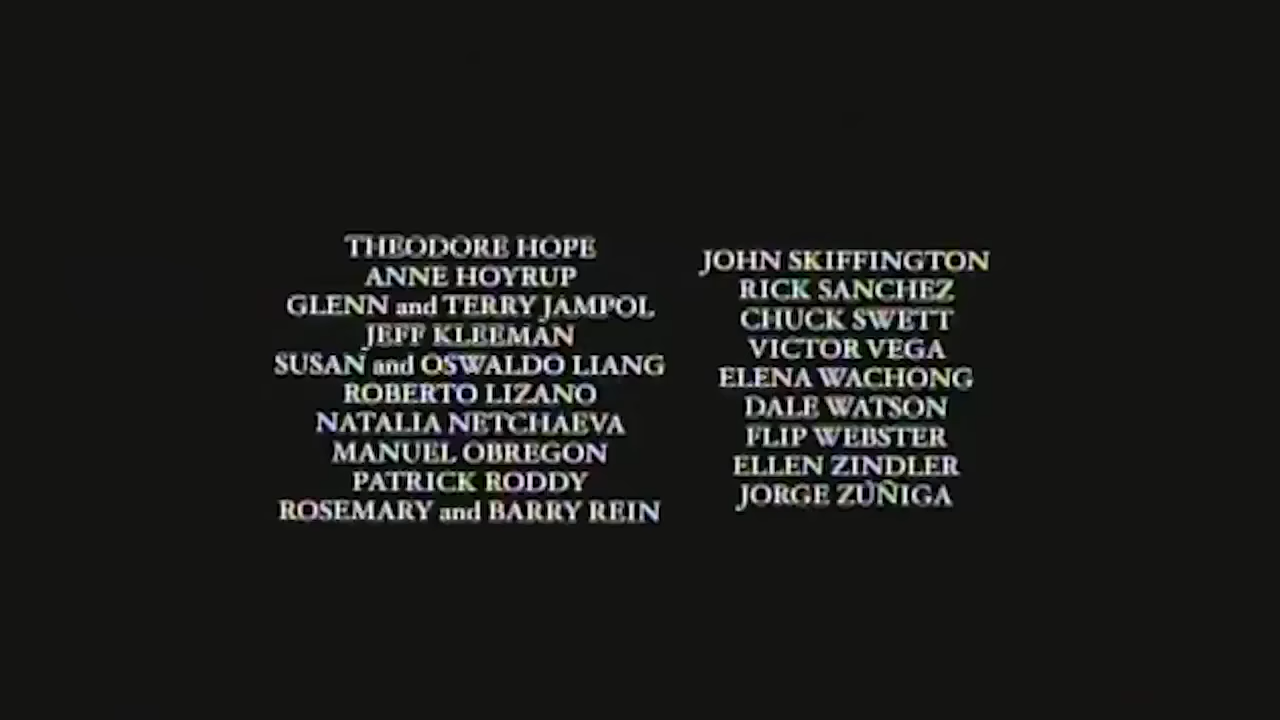 THEODORE HOPE
ANNE HOYRUP
GLENN and TERRY JAMPOL
JEFF KLEEMAN
SUSAN and OSWALDO LIANG
ROBERTO LIZANO
NATALIA NETCHAEVA
MANUEL OBREGON
PATRICK RODDY
ROSEMARY and BARRY REIN
JOHN SKIFFINGTON
RICK SANCHEZ
CHUCK SWETT
VICTOR VEGA
ELENA WACHONG
DALE WATSON
FLIP WEBSTER
ELLEN ZINDLER
JORGE ZÚÑIGA